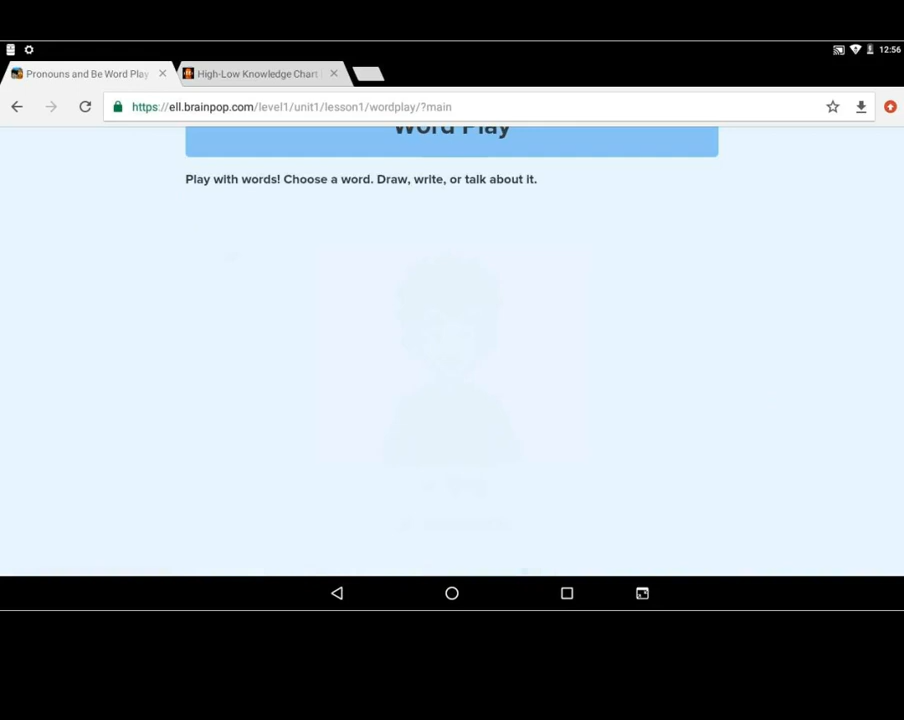 12:56
Pronouns and Be Word Play
High-Low Knowledge Chart
https://ell.brainpop.com/level1/unit1/lesson1/wordplay/?main
Word Play
Play with words! Choose a word. Draw, write, or talk about it.